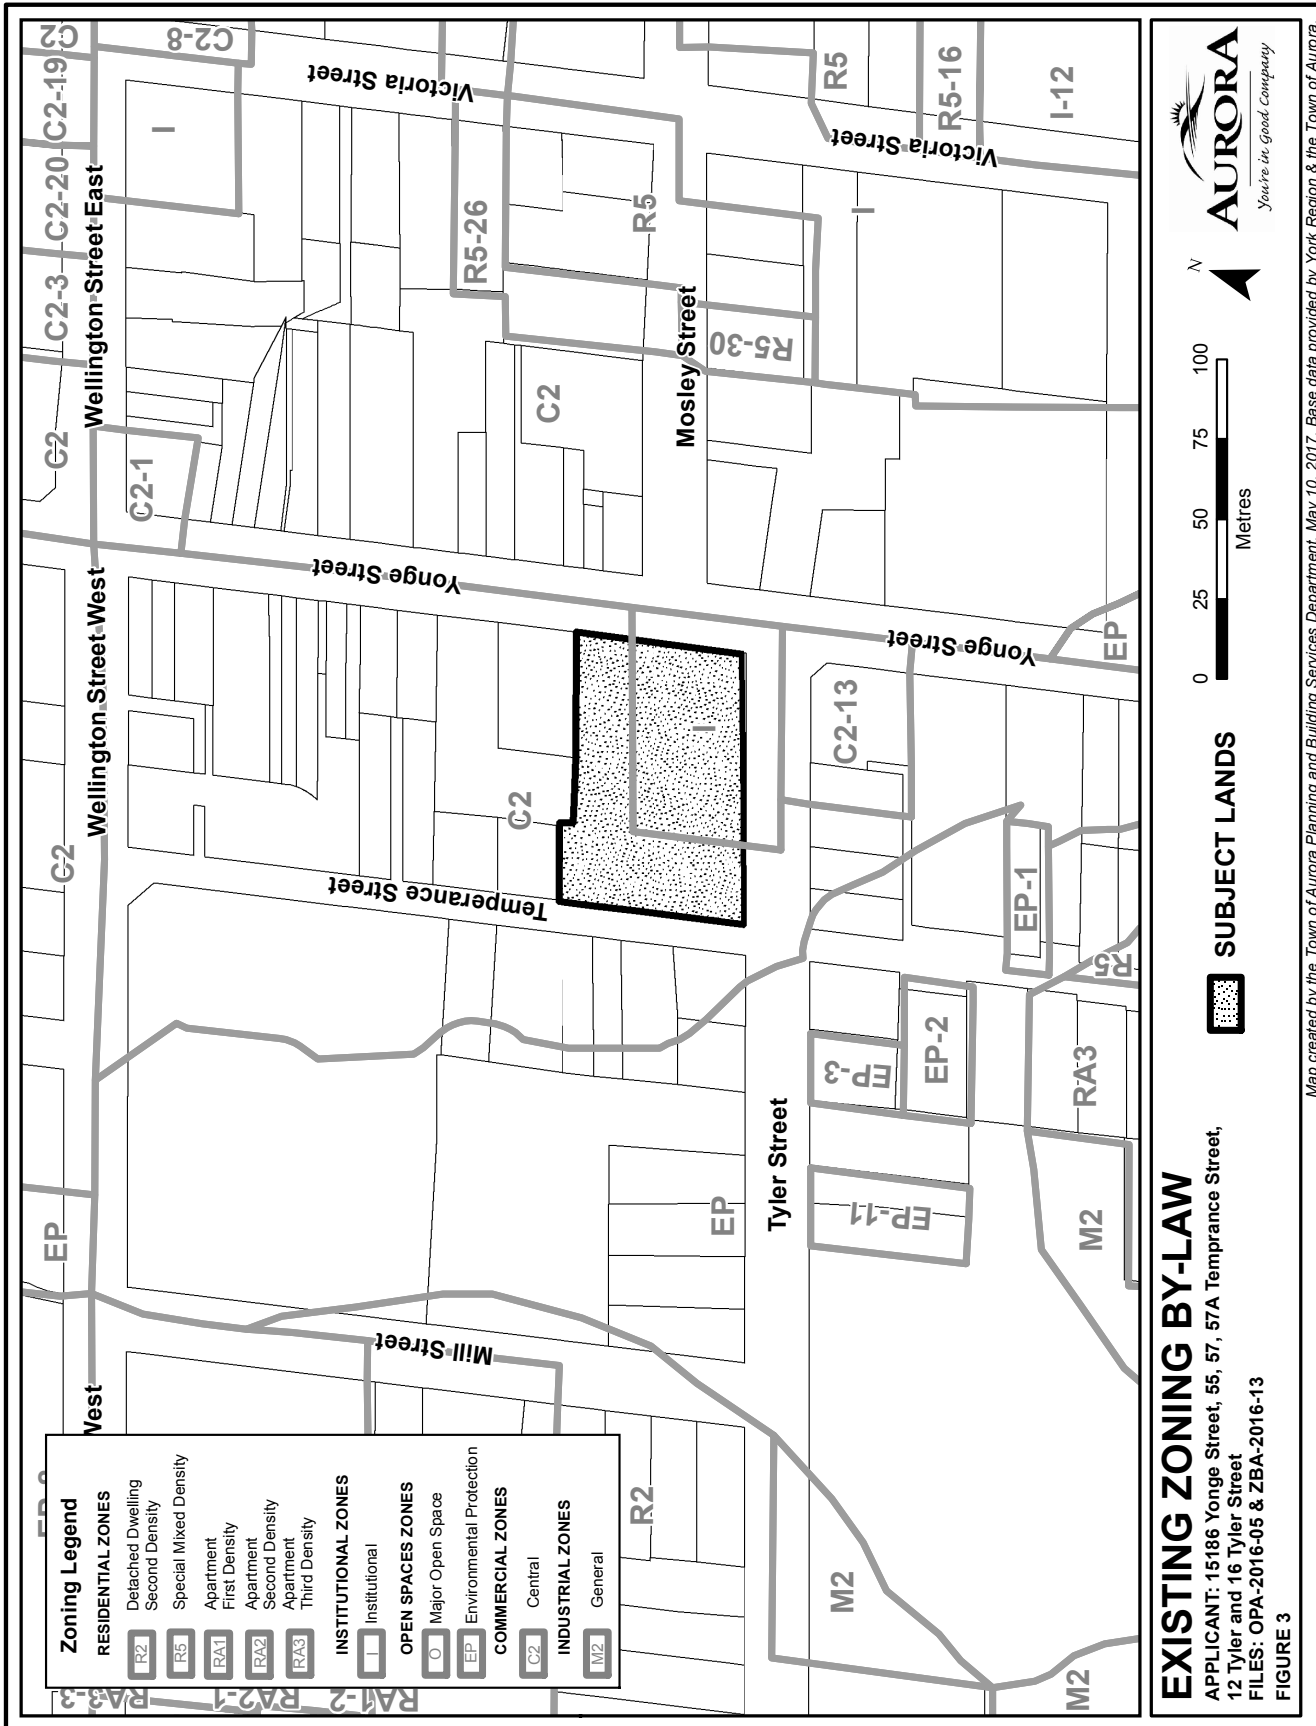 EXISTING ZONING BY-LAW
APPLICANT: 15186 Yonge Street, 55, 57, 57A Temprance Street,
12 Tyler and 16 Tyler Street
FILES: OPA-2016-05 & ZBA-2016-13
FIGURE 3
SUBJECT LANDS
0 25 50 75 100
Metres
N
AURORA
You're in Good Company
Map created by the Town of Aurora Planning and Building Services Department, May 10, 2017. Base data provided by York Region & the Town of Aurora.
Zoning Legend
RESIDENTIAL ZONES
R2 Detached Dwelling
Second Density
R5 Special Mixed Density
RA1 Apartment
First Density
RA2 Apartment
Second Density
RA3 Apartment
Third Density
INSTITUTIONAL ZONES
I Institutional
OPEN SPACES ZONES
O Major Open Space
EP Environmental Protection
COMMERCIAL ZONES
C2 Central
INDUSTRIAL ZONES
M2 General
RA3-3
RA2-1
RA1-2
West
EP
C2
Wellington Street West
C2
C2-3
C2-20
C2-19
C2
Wellington Street East
C2-8
C2-1
I
Victoria Street
Yonge Street
Temperance Street
Mill Street
R2
C2
C2
R5-26
R5
I
EP
Tyler Street
Mosley Street
R5-30
I
R5
Victoria Street
R5-16
I-12
C2-13
Yonge Street
EP
EP-1
R5
EP-2
EP-3
EP-11
RA3
M2
M2
M2